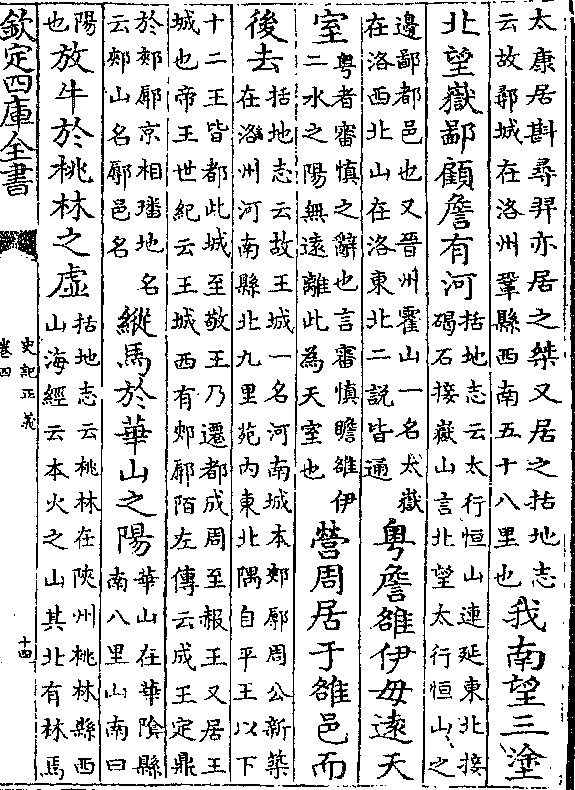 太康居斟尋羿亦居之桀又居之括地志
云故鄩城在洛州鞏縣西南五十八里也
我南望三塗
北望嶽鄙顧詹有河
括地志云太行恒山連延東北接
碣石接嶽山言北望太行恒山之
邊鄙都邑也又晉州霍山一名太嶽
在洛西北山在洛東北二說皆通
粤詹雒伊毋遠天
室
粤者審慎之辭也言審慎瞻雒伊
二水之陽無遠離此為天室也
營周居于雒邑而
後去
括地志云故王城一名河南城本郟鄏周公新築
在洛州河南縣北九里苑內東北隅自平王以下
十二王皆都此城至敬王乃遷都成周至赧王又居王
城也帝王世紀云王城西有郟鄏陌左傳云成王定鼎
於郟鄏京相璠地名
云郟山名鄏邑名
縱馬於華山之陽
華山在華隂縣
南八里山南曰
陽
也
放牛於桃林之虛
括地志云桃林在陜州桃林縣西
山海經云本火之山其北有林馬
欽定四庫全書
史記正義
卷四
十四